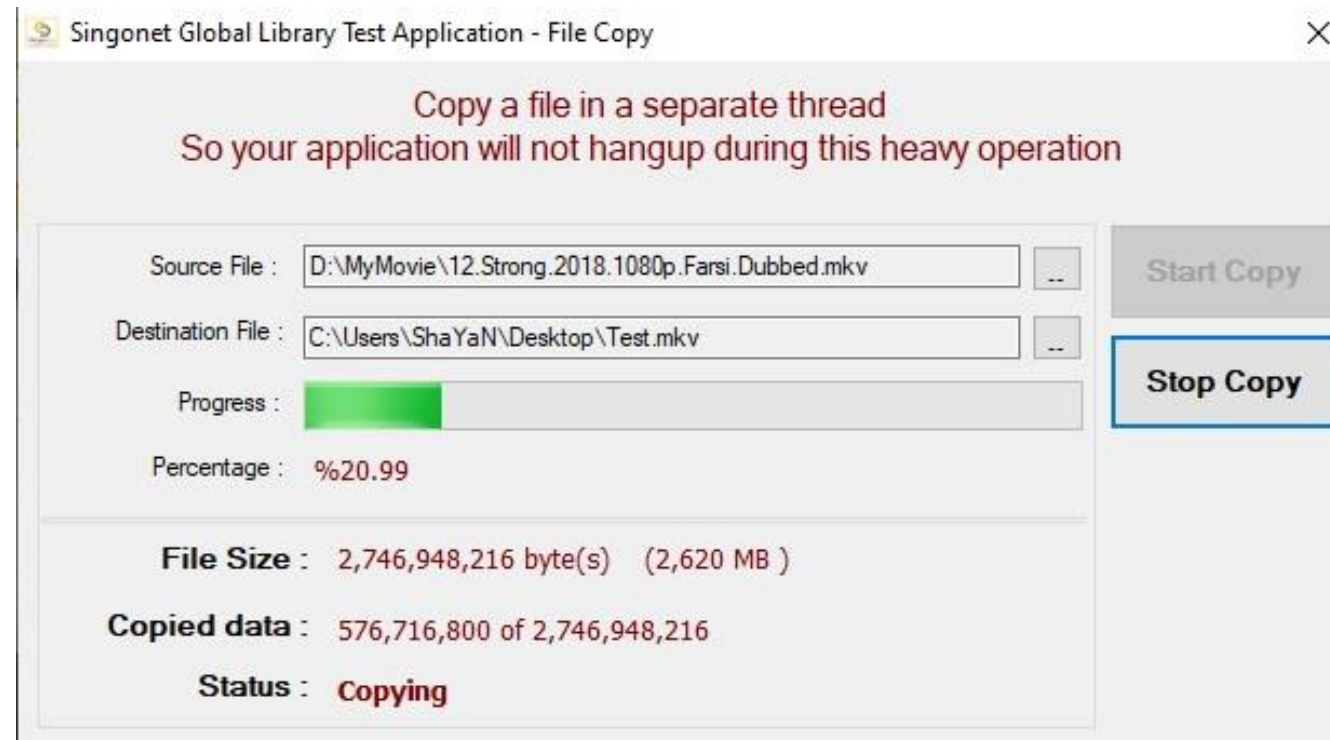 Singonet Global Library Test Application - File Copy
Copy a file in a separate thread
So your application will not hangup during this heavy operation
Source File : D:\MyMovie\12.Strong.2018.1080p.Farsi.Dubbed.mkv ..
Start Copy
Destination File : C:\Users\ShaYaN\Desktop\Test.mkv ..
Stop Copy
Progress :
Percentage : %20.99
File Size : 2,746,948,216 byte(s) (2,620 MB )
Copied data : 576,716,800 of 2,746,948,216
Status : Copying